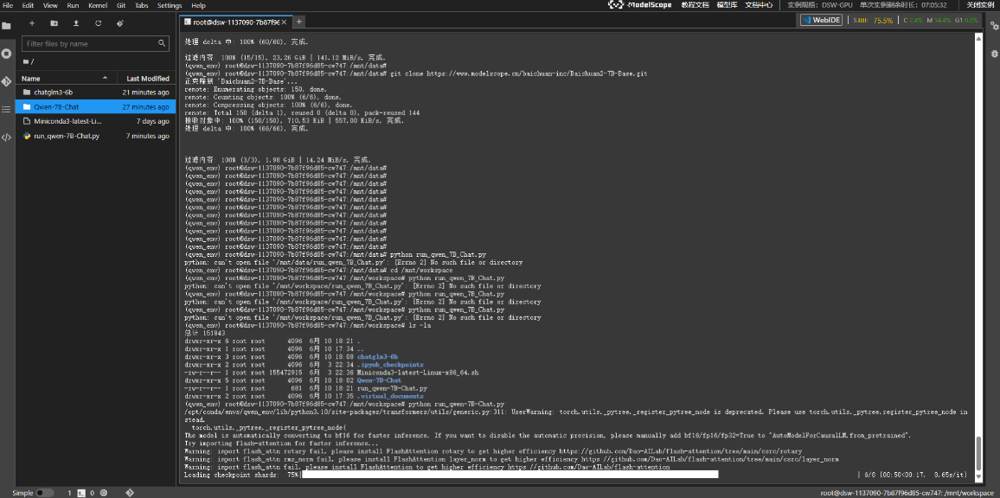 File Edit View Run Kernel Git Tabs Settings Help
ModelScope 教程文档 模型库 文档中心 实例规格：DSW-GPU 单次实例剩余时长：07:05:32 关闭实例
root@dsw-1137090-7b87f96
WebIDE S 75.5% C 2.4% M 34.4% G1 0.0%
Filter files by name
/
Name Last Modified
chatglm3-6b 21 minutes ago
Qwen-7B-Chat 27 minutes ago
Miniconda3-latest-Li... 7 days ago
run_qwen-7B-Chat.py 7 minutes ago
处理 delta 中: 100% (60/60), 完成.
过滤内容: 100% (15/15), 23.26 GiB | 141.12 MiB/s, 完成.
(qwen_env) root@dsw-1137090-7b87f96d85-cw747:/mnt/data#
(qwen_env) root@dsw-1137090-7b87f96d85-cw747:/mnt/data# git clone https://www.modelscope.cn/baichuan-inc/Baichuan2-7B-Base.git
正克隆到 'Baichuan2-7B-Base'...
remote: Enumerating objects: 150, done.
remote: Counting objects: 100% (6/6), done.
remote: Compressing objects: 100% (6/6), done.
remote: Total 150 (delta 1), reused 0 (delta 0), pack-reused 144
接收对象中: 100% (150/150), 710.53 KiB | 557.00 KiB/s, 完成.
处理 delta 中: 100% (66/66), 完成.
过滤内容: 100% (3/3), 1.98 GiB | 14.24 MiB/s, 完成.
(qwen_env) root@dsw-1137090-7b87f96d85-cw747:/mnt/data#
(qwen_env) root@dsw-1137090-7b87f96d85-cw747:/mnt/data#
(qwen_env) root@dsw-1137090-7b87f96d85-cw747:/mnt/data#
(qwen_env) root@dsw-1137090-7b87f96d85-cw747:/mnt/data#
(qwen_env) root@dsw-1137090-7b87f96d85-cw747:/mnt/data#
(qwen_env) root@dsw-1137090-7b87f96d85-cw747:/mnt/data#
(qwen_env) root@dsw-1137090-7b87f96d85-cw747:/mnt/data#
(qwen_env) root@dsw-1137090-7b87f96d85-cw747:/mnt/data#
(qwen_env) root@dsw-1137090-7b87f96d85-cw747:/mnt/data#
(qwen_env) root@dsw-1137090-7b87f96d85-cw747:/mnt/data#
(qwen_env) root@dsw-1137090-7b87f96d85-cw747:/mnt/data#
(qwen_env) root@dsw-1137090-7b87f96d85-cw747:/mnt/data# python run_qwen_7B_Chat.py
python: can't open file '/mnt/data/run_qwen_7B_Chat.py': [Errno 2] No such file or directory
(qwen_env) root@dsw-1137090-7b87f96d85-cw747:/mnt/data# cd /mnt/workspace
(qwen_env) root@dsw-1137090-7b87f96d85-cw747:/mnt/workspace# python run_qwen_7B_Chat.py
python: can't open file '/mnt/workspace/run_qwen_7B_Chat.py': [Errno 2] No such file or directory
(qwen_env) root@dsw-1137090-7b87f96d85-cw747:/mnt/workspace# python run_qwen_7B_Chat.py
python: can't open file '/mnt/workspace/run_qwen_7B_Chat.py': [Errno 2] No such file or directory
(qwen_env) root@dsw-1137090-7b87f96d85-cw747:/mnt/workspace# python run_qwen_7B_Chat.py
python: can't open file '/mnt/workspace/run_qwen_7B_Chat.py': [Errno 2] No such file or directory
(qwen_env) root@dsw-1137090-7b87f96d85-cw747:/mnt/workspace# ls -la
总计 151843
drwxr-xr-x 6 root root 4096 6月 10 18:21 .
drwxr-xr-x 1 root root 4096 6月 10 17:34 ..
drwxr-xr-x 3 root root 4096 6月 10 18:08 chatglm3-6b
drwxr-xr-x 2 root root 4096 6月 3 22:34 .ipynb_checkpoints
-rw-r--r-- 1 root root 155472915 6月 3 22:36 Miniconda3-latest-Linux-x86_64.sh
drwxr-xr-x 5 root root 4096 6月 10 18:02 Qwen-7B-Chat
-rw-r--r-- 1 root root 681 6月 10 18:21 run_qwen-7B-Chat.py
drwxr-xr-x 2 root root 4096 6月 10 17:35 .virtual_documents
(qwen_env) root@dsw-1137090-7b87f96d85-cw747:/mnt/workspace# python run_qwen-7B-Chat.py
/opt/conda/envs/qwen_env/lib/python3.10/site-packages/transformers/utils/generic.py:311: UserWarning: torch.utils._pytree._register_pytree_node is deprecated. Please use torch.utils._pytree.register_pytree_node in
stead.
torch.utils._pytree._register_pytree_node(
The model is automatically converting to bf16 for faster inference. If you want to disable the automatic precision, please manually add bf16/fp16/fp32=True to "AutoModelForCausalLM.from_pretrained".
Try importing flash-attention for faster inference...
Warning: import flash_attn rotary fail, please install FlashAttention rotary to get higher efficiency https://github.com/Dao-AILab/flash-attention/tree/main/csrc/rotary
Warning: import flash_attn rms_norm fail, please install FlashAttention layer_norm to get higher efficiency https://github.com/Dao-AILab/flash-attention/tree/main/csrc/layer_norm
Warning: import flash_attn fail, please install FlashAttention to get higher efficiency https://github.com/Dao-AILab/flash-attention
Loading checkpoint shards: 75%| | 6/8 [00:50<00:17, 8.65s/it]
Simple 1 0 root@dsw-1137090-7b87f96d85-cw747: /mnt/workspace